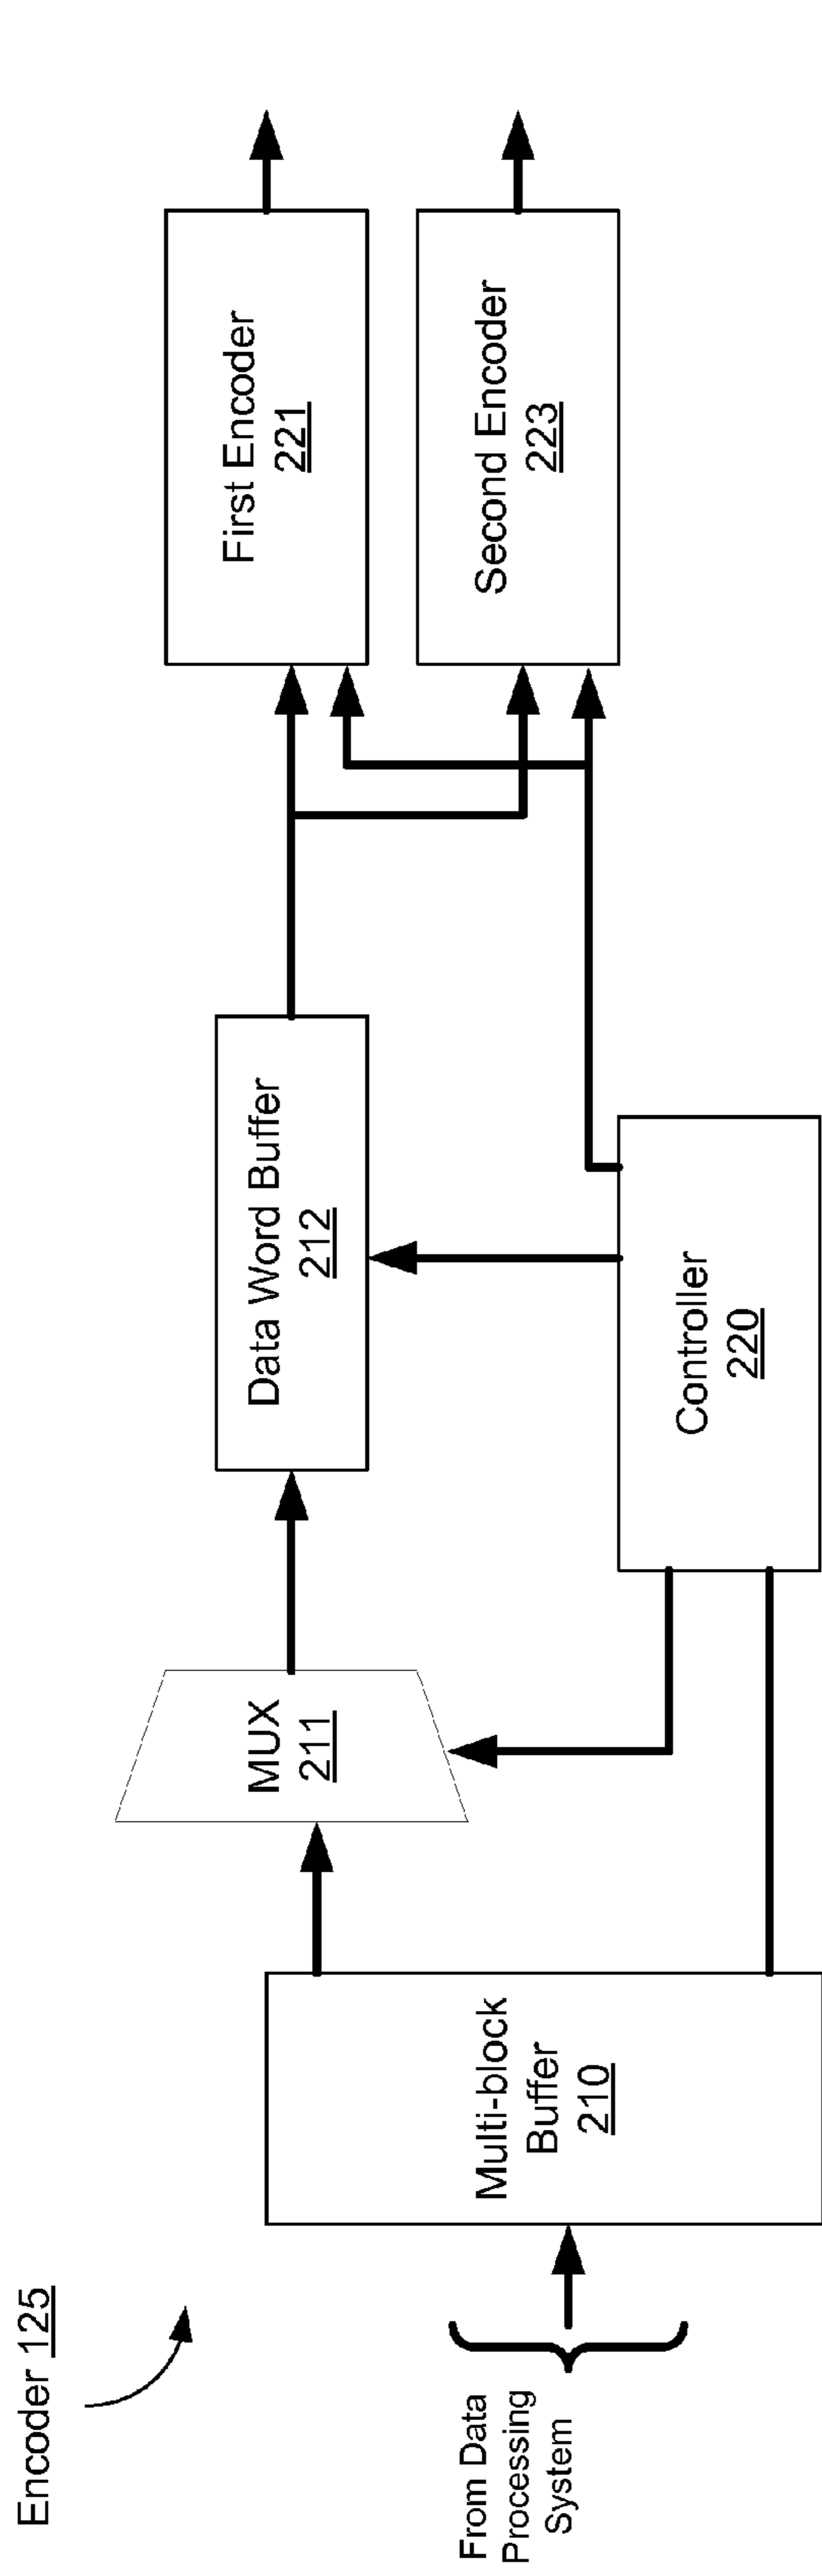 Encoder 125
From Data
Processing
System
Multi-block
Buffer
210
MUX
211
Data Word Buffer
212
Controller
220
First Encoder
221
Second Encoder
223